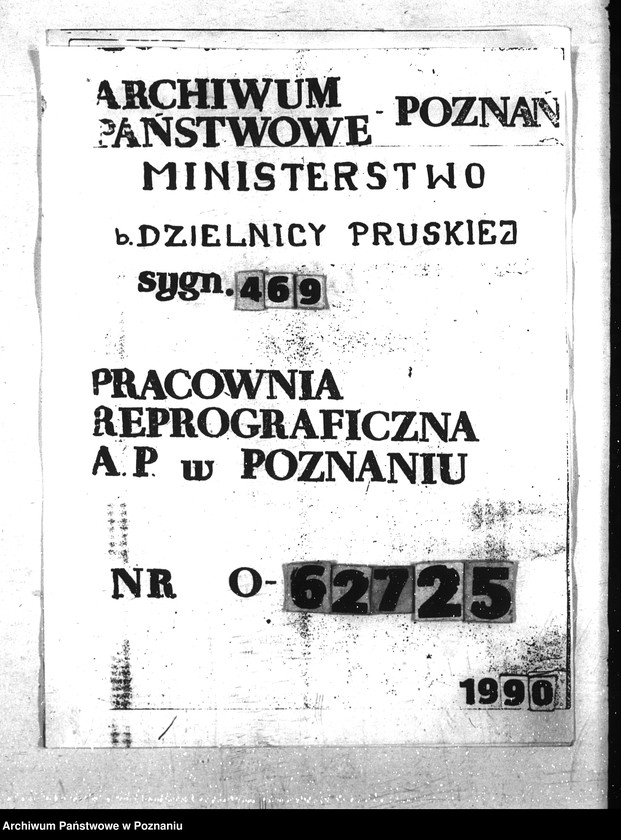 ARCHIWUM
PAŃSTWOWE - POZNAŃ
MINISTERSTWO
b. DZIELNICY PRUSKIEJ
sygn. 469
PRACOWNIA
REPROGRAFICZNA
A.P. w POZNANIU
NR O-62725
1990
Archiwum Państwowe w Poznaniu